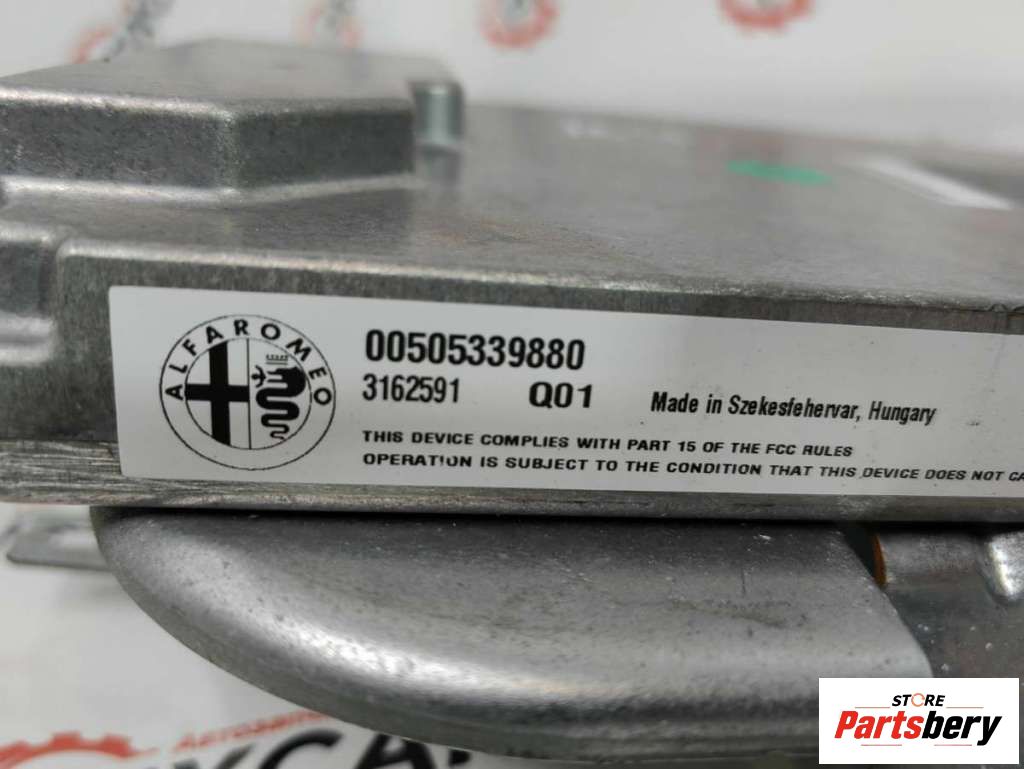 ALFA ROMEO
00505339880
3162591 Q01 Made in Szekesfehervar, Hungary
THIS DEVICE COMPLIES WITH PART 15 OF THE FCC RULES
OPERATION IS SUBJECT TO THE CONDITION THAT THIS DEVICE DOES NOT CA
STORE
Partsbery